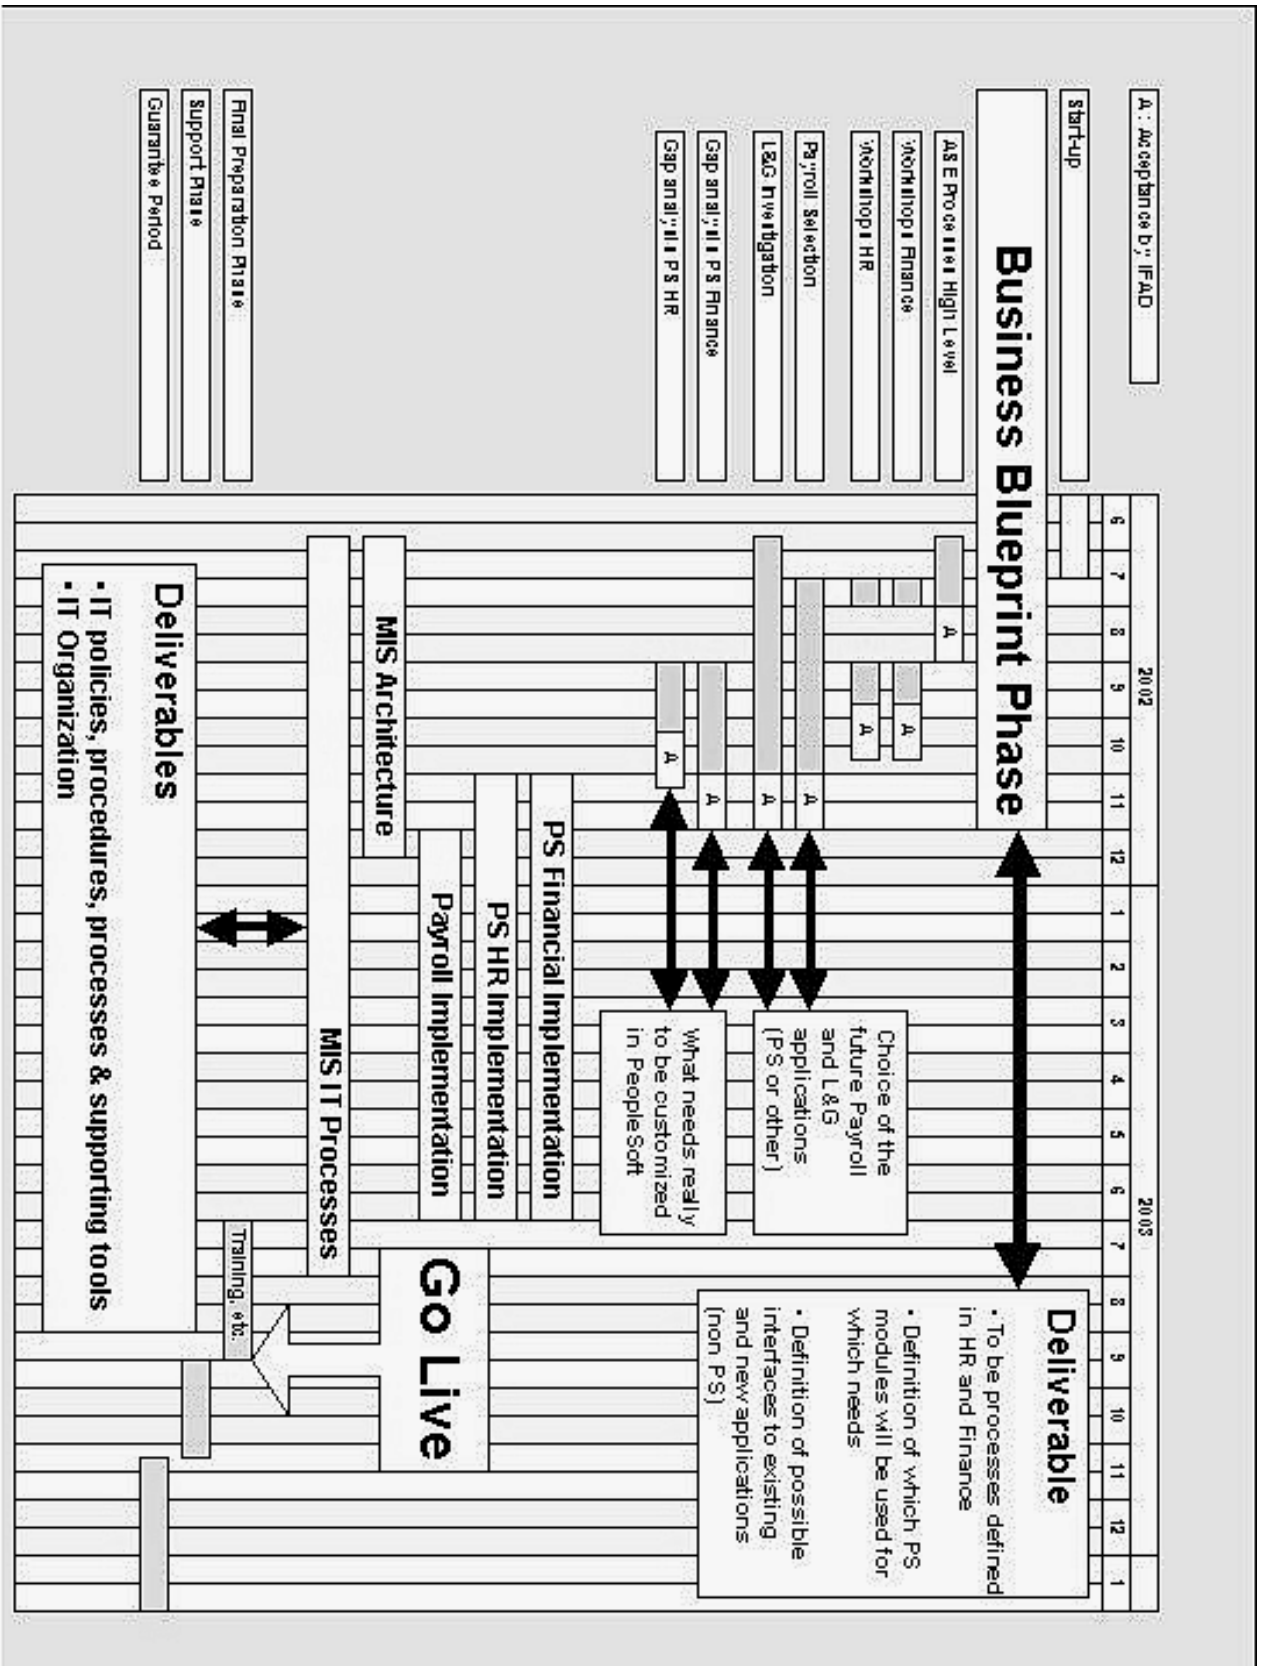 A : Acceptance by IFAD
2002
2003
6
7
8
9
10
11
12
1
2
3
4
5
6
7
8
9
10
11
12
1
Start-up
Business Blueprint Phase
Deliverable
• To be processes defined
in HR and Finance
• Definition of which PS
modules will be used for
which needs
• Definition of possible
interfaces to existing
and new applications
(non PS)
ASE Processes High Level
A
Workshops Finance
A
Workshops HR
A
Payroll Selection
A
L&G Investigation
A
Choice of the
future Payroll
and L&G
applications
(PS or other)
Gap analysis PS Finance
A
Gap analysis PS HR
A
What needs really
to be customized
in PeopleSoft
PS Financial Implementation
PS HR Implementation
Payroll Implementation
MIS Architecture
MIS IT Processes
Go Live
Final Preparation Phase
Training, etc.
Support Phase
Guarantee Period
Deliverables
• IT policies, procedures, processes & supporting tools
• IT Organization